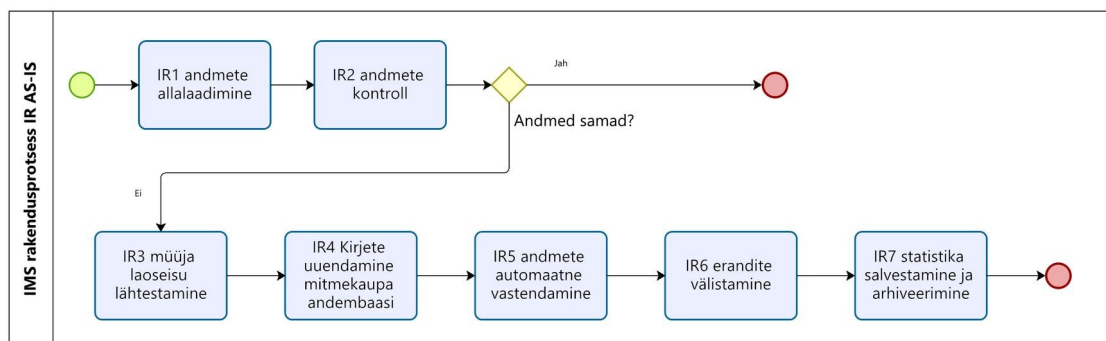 IMS rakendusprotsess IR AS-IS
IR1 andmete
allalaadimine
IR2 andmete
kontroll
Jah
Andmed samad?
Ei
IR3 müüja
laoseisu
lähtestamine
IR4 Kirjete
uuendamine
mitmekaupa
andembaasi
IR5 andmete
automaatne
vastendamine
IR6 erandite
välistamine
IR7 statistika
salvestamine ja
arhiveerimine